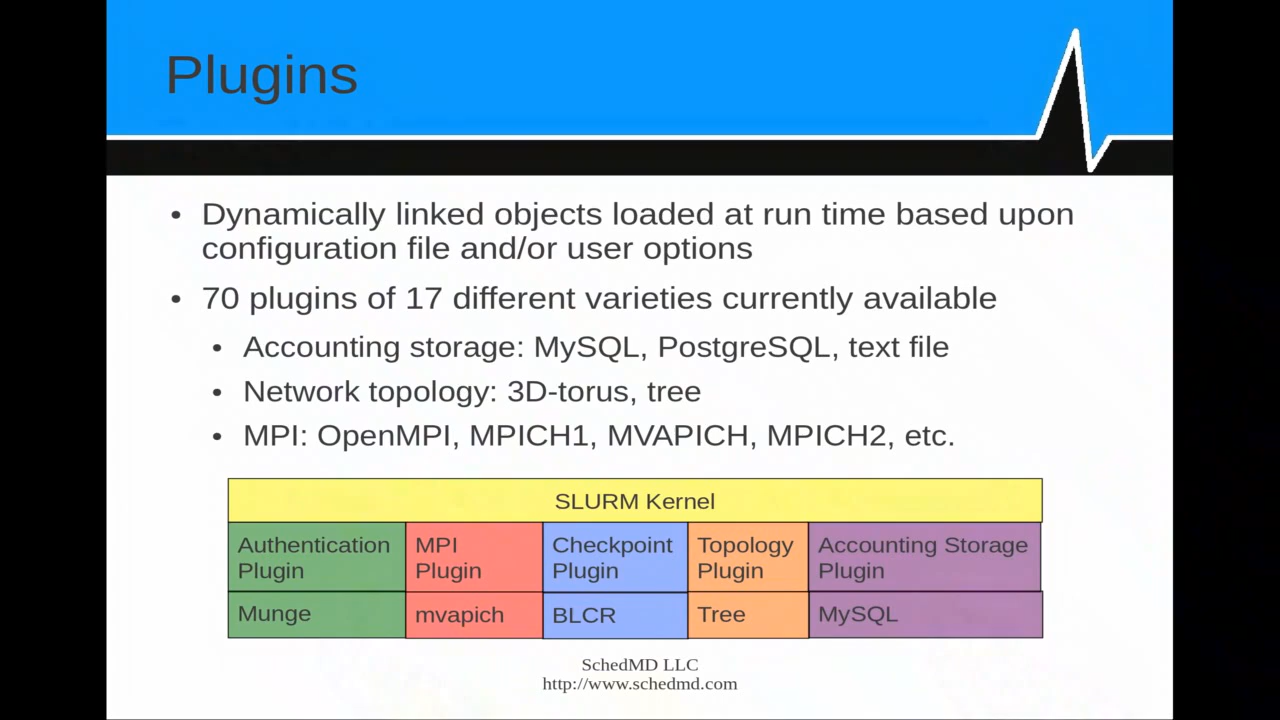 Plugins
• Dynamically linked objects loaded at run time based upon
configuration file and/or user options
• 70 plugins of 17 different varieties currently available
• Accounting storage: MySQL, PostgreSQL, text file
• Network topology: 3D-torus, tree
• MPI: OpenMPI, MPICH1, MVAPICH, MPICH2, etc.
SLURM Kernel
Authentication Plugin
MPI Plugin
Checkpoint Plugin
Topology Plugin
Accounting Storage Plugin
Munge
mvapich
BLCR
Tree
MySQL
SchedMD LLC
http://www.schedmd.com